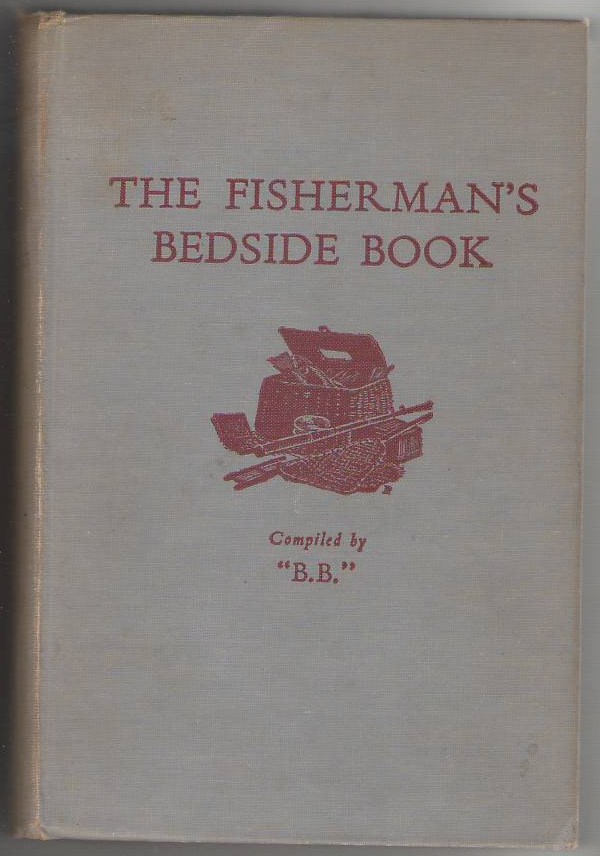 THE FISHERMAN'S
BEDSIDE BOOK
Compiled by
"B.B."